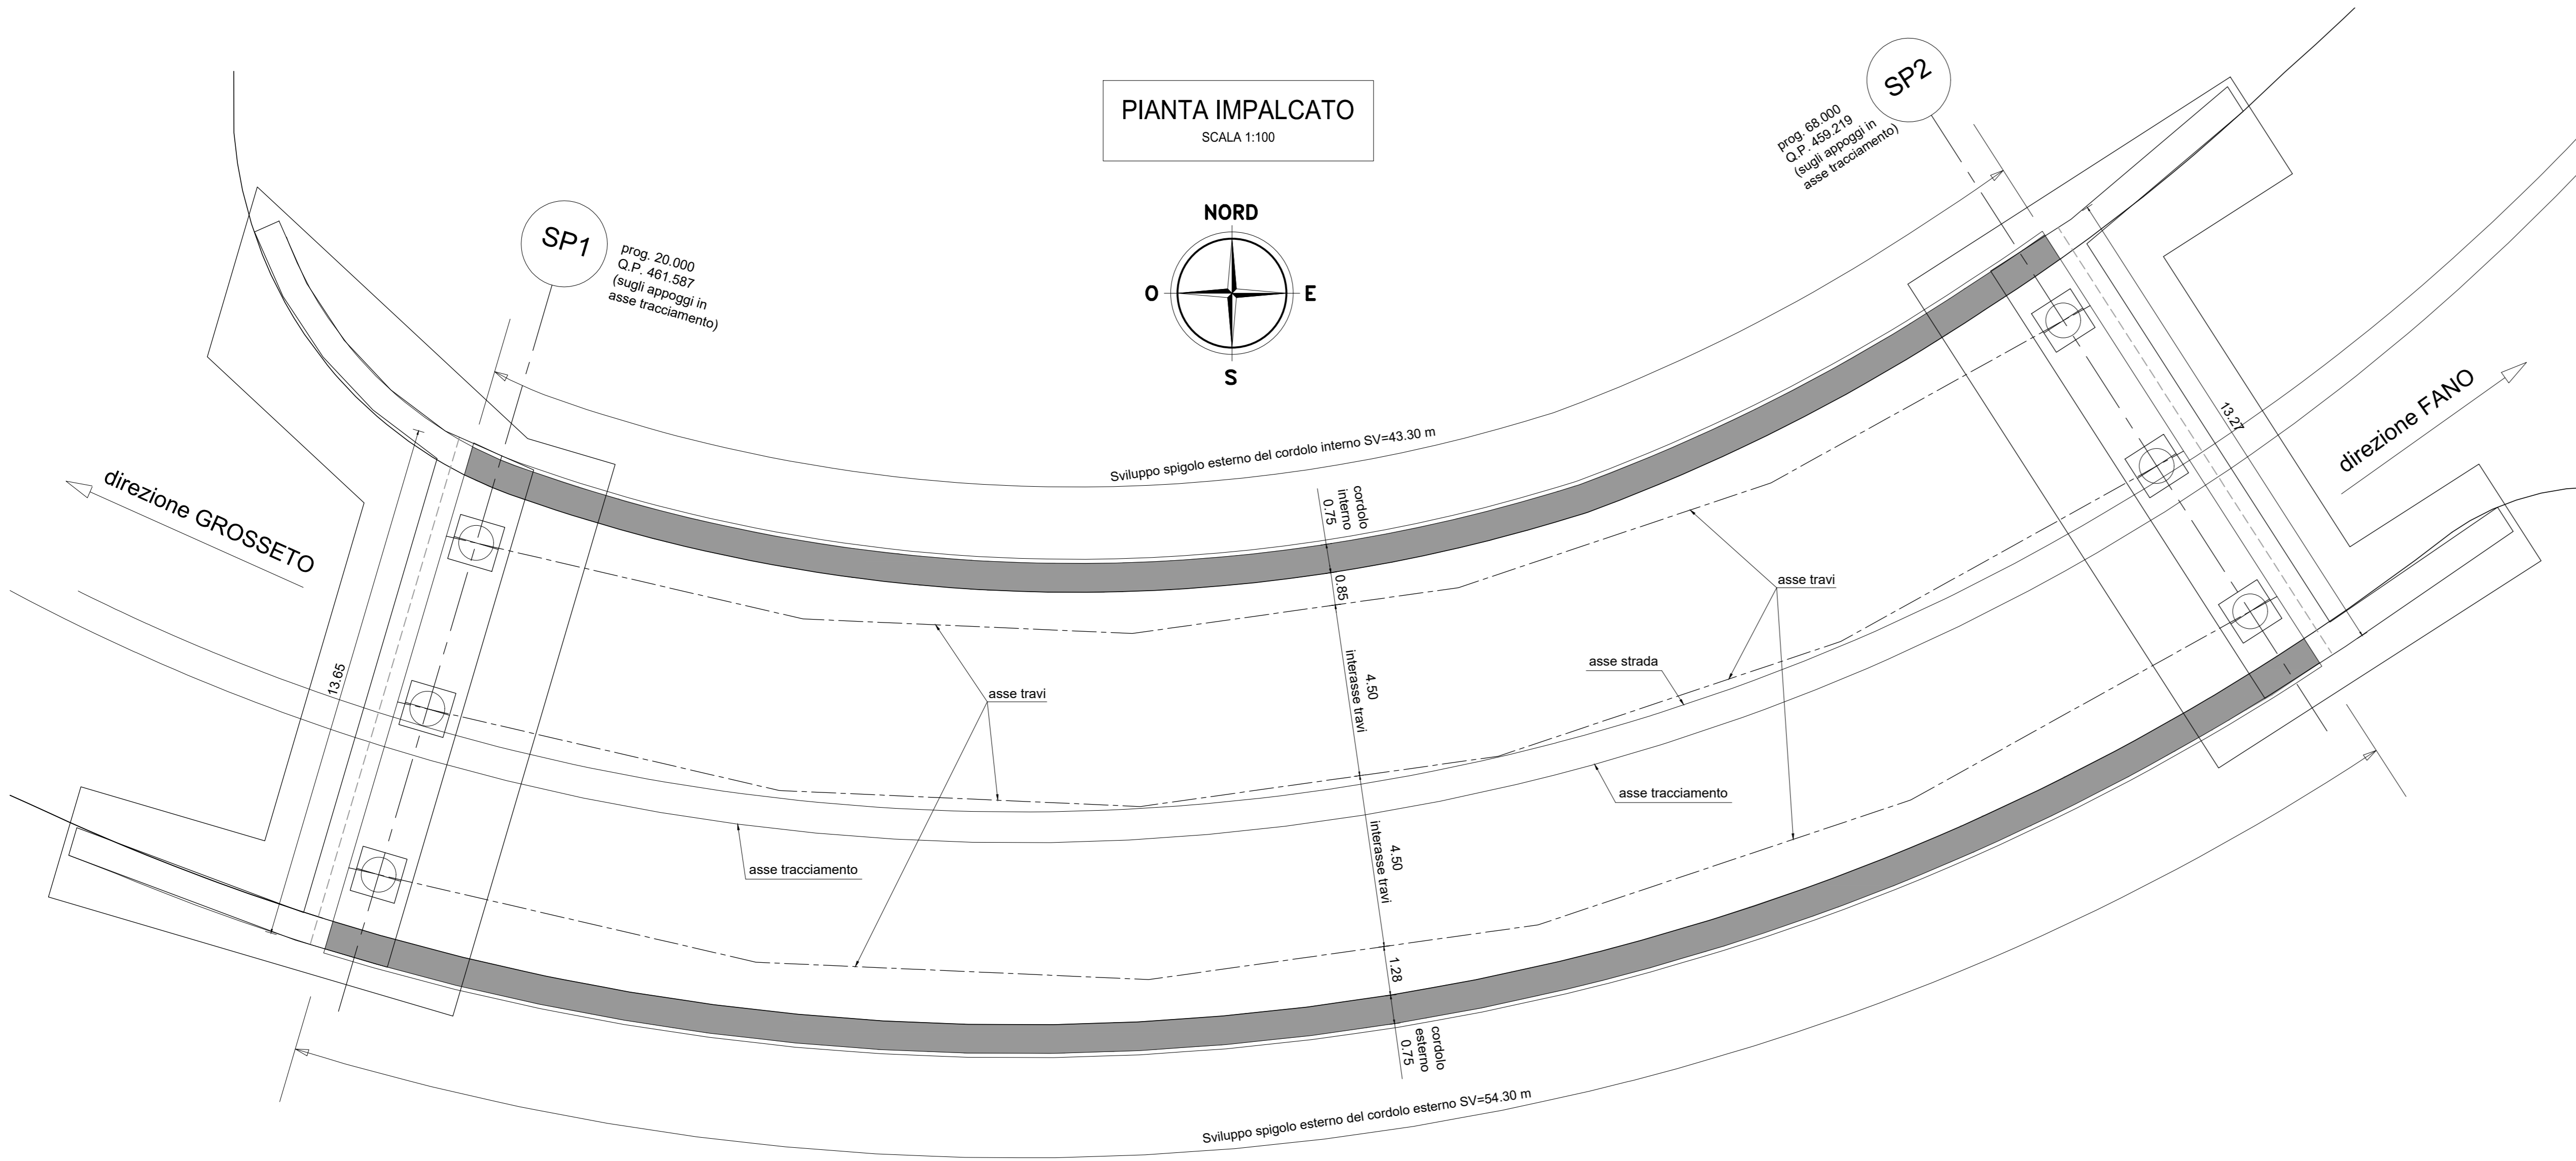 PIANTA IMPALCATO
SCALA 1:100
NORD
O
E
S
SP1
prog. 20.000
Q.P. 461.587
(sugli appoggi in
asse tracciamento)
SP2
prog. 68.000
Q.P. 459.219
(sugli appoggi in
asse tracciamento)
direzione GROSSETO
direzione FANO
13.65
13.27
Sviluppo spigolo esterno del cordolo interno SV=43.30 m
cordolo
interno
0.75
0.85
4.50
interasse travi
4.50
interasse travi
1.28
cordolo
esterno
0.75
asse travi
asse travi
asse strada
asse tracciamento
asse tracciamento
Sviluppo spigolo esterno del cordolo esterno SV=54.30 m